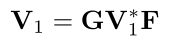 V₁ = GV₁*F